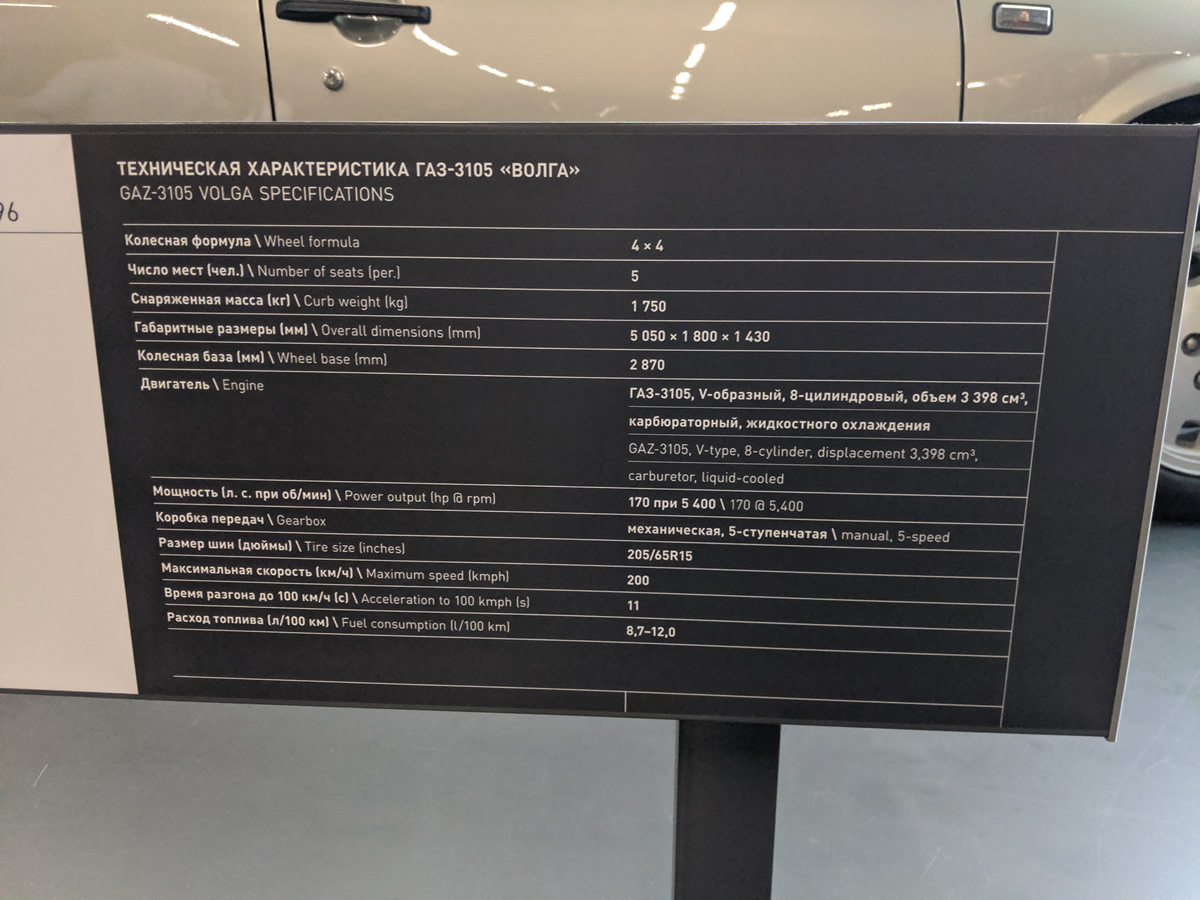 96
ТЕХНИЧЕСКАЯ ХАРАКТЕРИСТИКА ГАЗ-3105 «ВОЛГА»
GAZ-3105 VOLGA SPECIFICATIONS
Колесная формула \ Wheel formula 4 × 4
Число мест (чел.) \ Number of seats (per.) 5
Снаряженная масса (кг) \ Curb weight (kg) 1 750
Габаритные размеры (мм) \ Overall dimensions (mm) 5 050 × 1 800 × 1 430
Колесная база (мм) \ Wheel base (mm) 2 870
Двигатель \ Engine ГАЗ-3105, V-образный, 8-цилиндровый, объем 3 398 см³,
карбюраторный, жидкостного охлаждения
GAZ-3105, V-type, 8-cylinder, displacement 3,398 cm³,
carburetor, liquid-cooled
Мощность (л. с. при об/мин) \ Power output (hp @ rpm) 170 при 5 400 \ 170 @ 5,400
Коробка передач \ Gearbox механическая, 5-ступенчатая \ manual, 5-speed
Размер шин (дюймы) \ Tire size (inches) 205/65R15
Максимальная скорость (км/ч) \ Maximum speed (kmph) 200
Время разгона до 100 км/ч (с) \ Acceleration to 100 kmph (s) 11
Расход топлива (л/100 км) \ Fuel consumption (l/100 km) 8,7–12,0